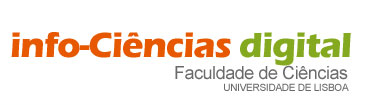 info-Ciências digital
Faculdade de Ciências
UNIVERSIDADE DE LISBOA